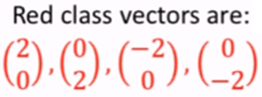 Red class vectors are:
(2 0), (0 2), (-2 0), (0 -2)